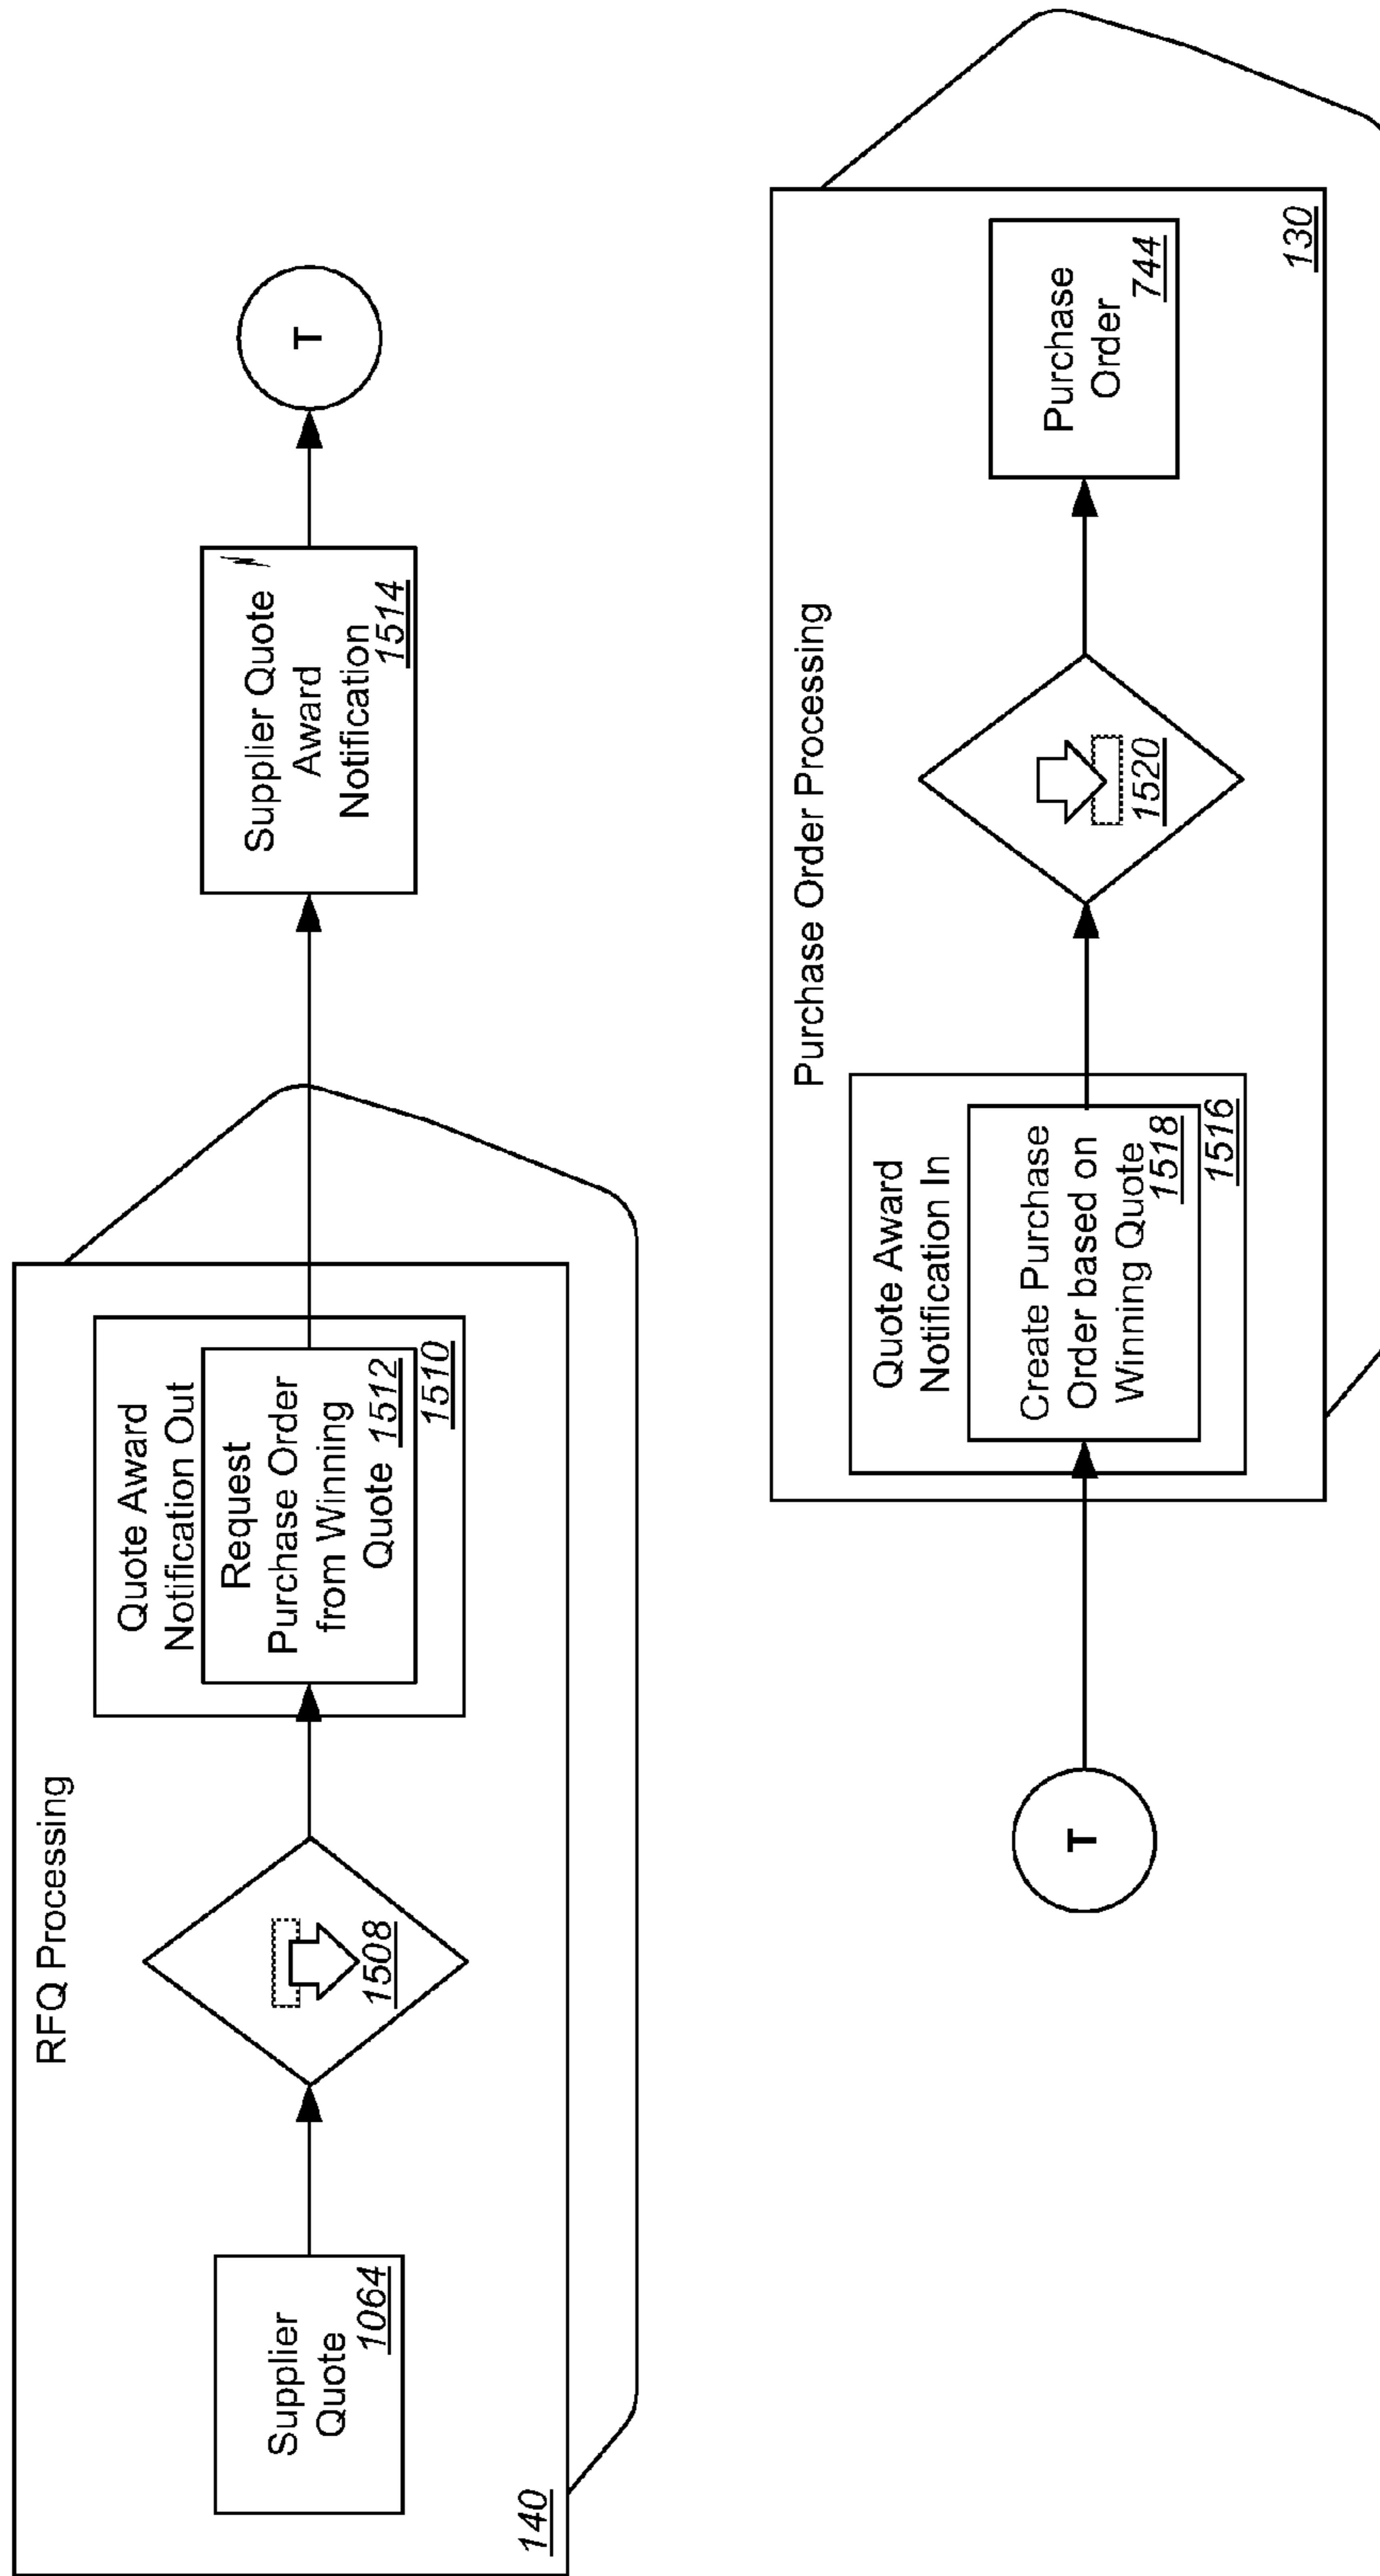 RFQ Processing
Supplier
Quote
1064
1508
Quote Award
Notification Out
Request
Purchase Order
from Winning
Quote 1512
1510
140
Supplier Quote
Award
Notification
1514
T
T
Purchase Order Processing
Quote Award
Notification In
Create Purchase
Order based on
Winning Quote
1518
1516
1520
Purchase
Order
744
130